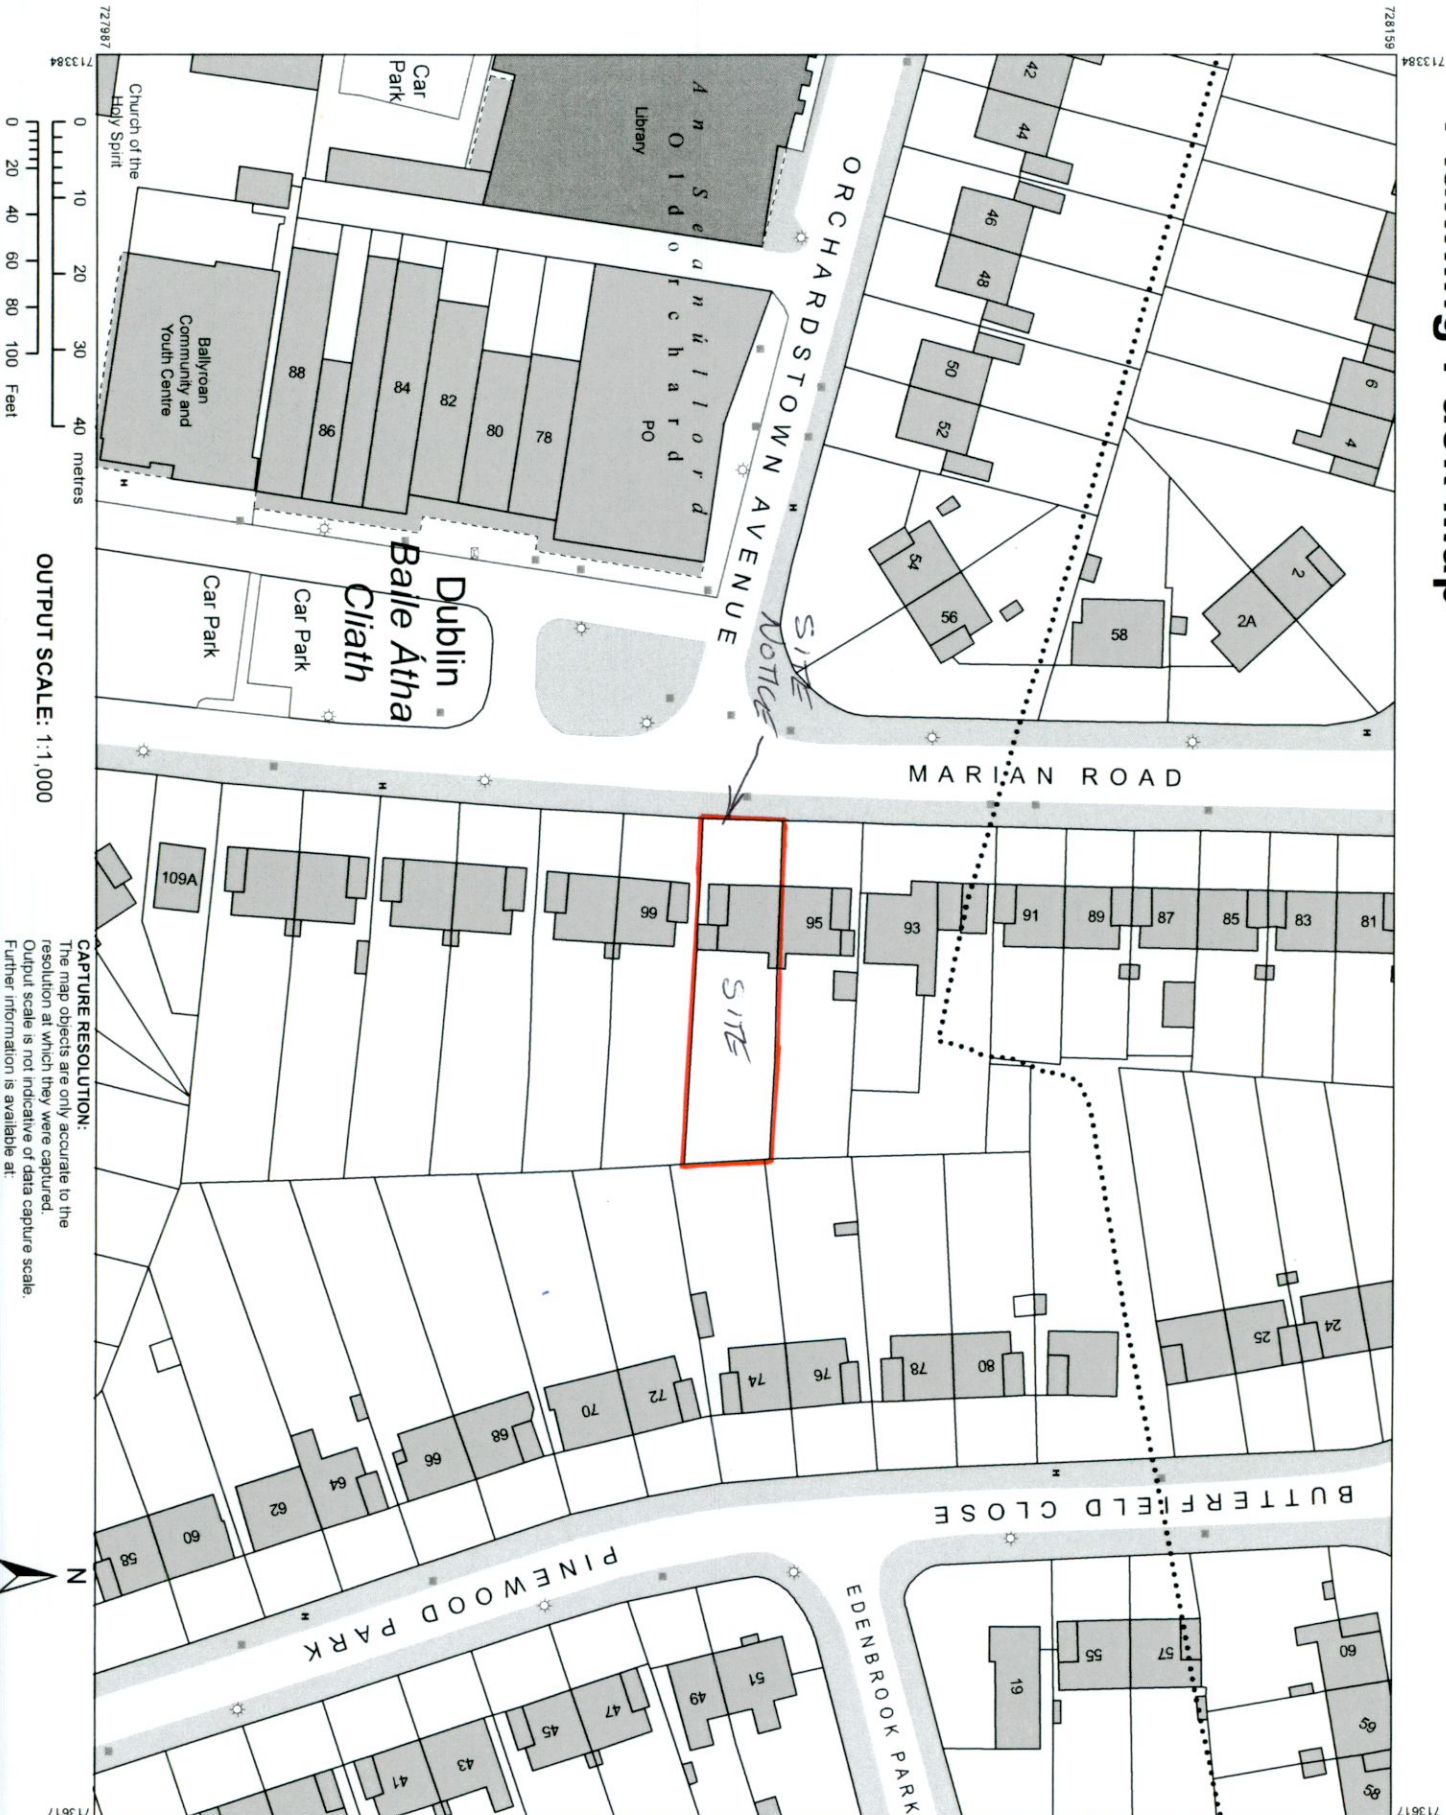 727987
728159
713384
713384
Planning Pack Map
Church of the
Holy Spirit
Car
Park
Library
An Seanúllord
Oldorchard
ORCHARDSTOWN AVENUE
42
44
46
48
50
52
54
56
58
2
2A
4
6
88
86
84
82
80
78
PO
Ballyroan
Community and
Youth Centre
H
H
H
Car Park
Car Park
Dublin
Baile Átha
Cliath
SITE
NOTICE
MARIAN ROAD
H
109A
99
95
93
91
89
87
85
83
81
SITE
25
24
74
76
78
80
70
72
66
68
62
64
58
60
H
BUTTERFIELD CLOSE
PINEWOOD PARK
H
EDENBROOK PARK
19
55
57
60
59
58
51
49
47
45
43
41
0 10 20 30 40 metres
0 20 40 60 80 100 Feet
OUTPUT SCALE: 1:1,000
CAPTURE RESOLUTION:
The map objects are only accurate to the
resolution at which they were captured.
Output scale is not indicative of data capture scale.
Further information is available at:
N
713617
713617